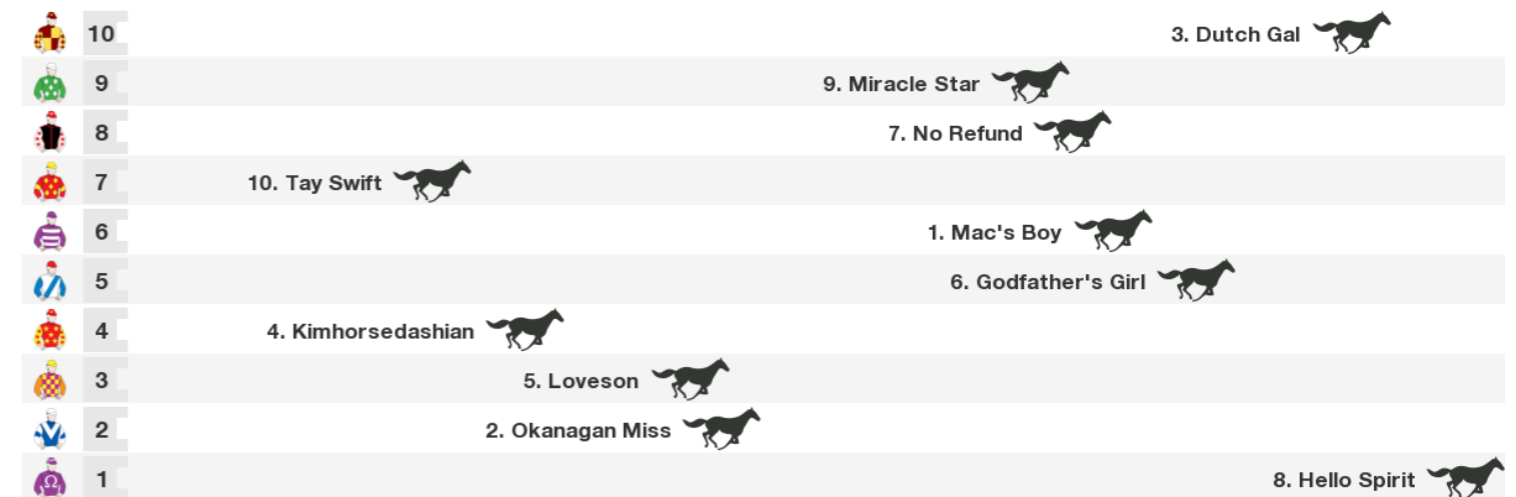 10 3. Dutch Gal
9 9. Miracle Star
8 7. No Refund
7 10. Tay Swift
6 1. Mac's Boy
5 6. Godfather's Girl
4 4. Kimhorsedashian
3 5. Loveson
2 2. Okanagan Miss
Ω 1 8. Hello Spirit